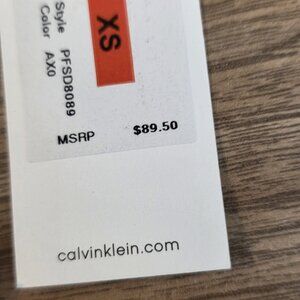 Style PFSD8089
Color AX0
XS
MSRP $89.50
calvinklein.com